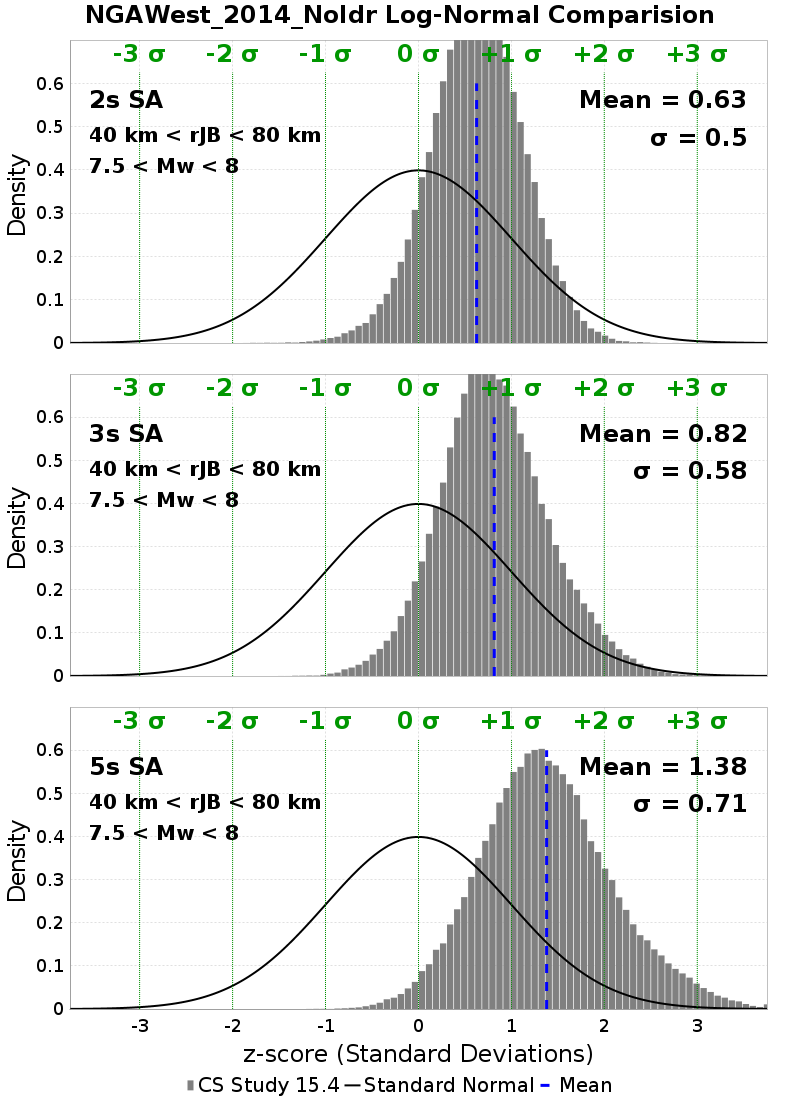 NGAWest_2014_NoIdr Log-Normal Comparision
-3 σ -2 σ -1 σ 0 σ +1 σ +2 σ +3 σ
2s SA Mean = 0.63
40 km < rJB < 80 km σ = 0.5
7.5 < Mw < 8
Density
0.6
0.5
0.4
0.3
0.2
0.1
0
-3 σ -2 σ -1 σ 0 σ +1 σ +2 σ +3 σ
3s SA Mean = 0.82
40 km < rJB < 80 km σ = 0.58
7.5 < Mw < 8
Density
0.6
0.5
0.4
0.3
0.2
0.1
0
-3 σ -2 σ -1 σ 0 σ +1 σ +2 σ +3 σ
5s SA Mean = 1.38
40 km < rJB < 80 km σ = 0.71
7.5 < Mw < 8
Density
0.6
0.5
0.4
0.3
0.2
0.1
0
-3 -2 -1 0 1 2 3
z-score (Standard Deviations)
CS Study 15.4 Standard Normal Mean